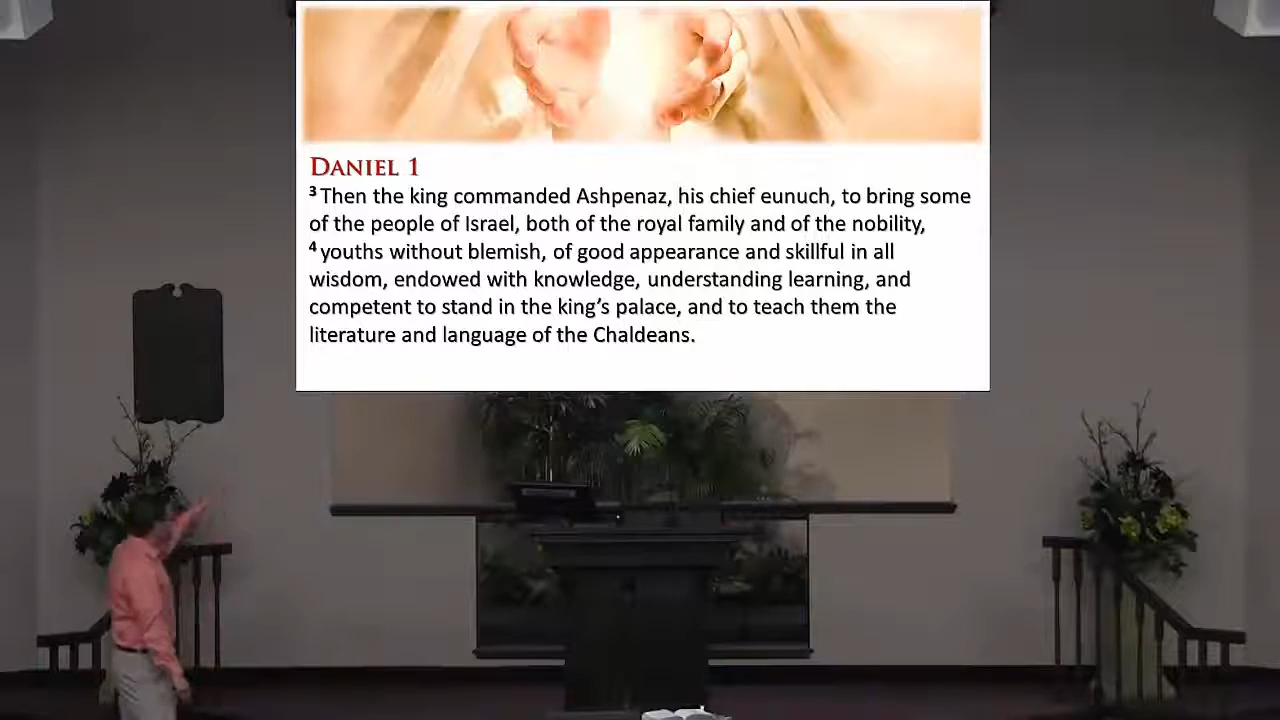 DANIEL 1
³ Then the king commanded Ashpenaz, his chief eunuch, to bring some
of the people of Israel, both of the royal family and of the nobility,
⁴ youths without blemish, of good appearance and skillful in all
wisdom, endowed with knowledge, understanding learning, and
competent to stand in the king’s palace, and to teach them the
literature and language of the Chaldeans.